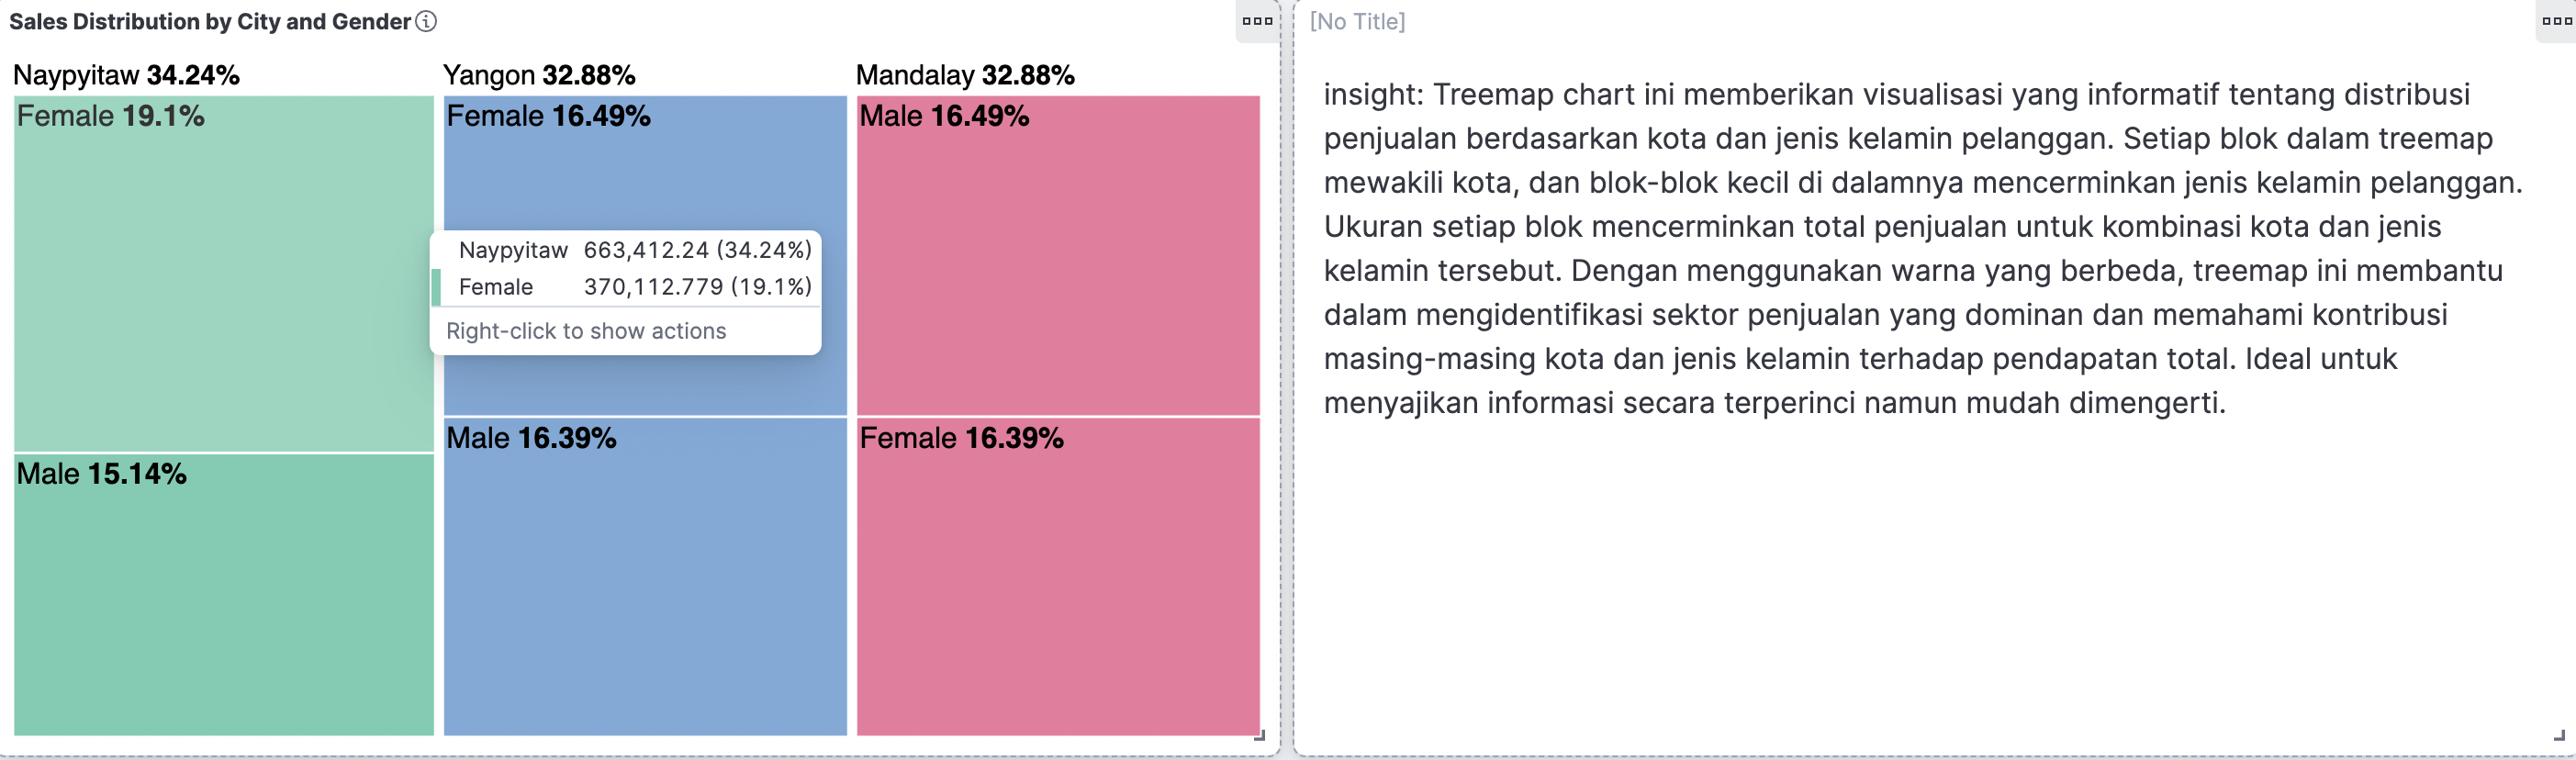 Sales Distribution by City and Gender
Naypyitaw 34.24%
Female 19.1%
Male 15.14%
Yangon 32.88%
Female 16.49%
Male 16.39%
Mandalay 32.88%
Male 16.49%
Female 16.39%
Naypyitaw 663,412.24 (34.24%)
Female 370,112.779 (19.1%)
Right-click to show actions
[No Title]
insight: Treemap chart ini memberikan visualisasi yang informatif tentang distribusi
penjualan berdasarkan kota dan jenis kelamin pelanggan. Setiap blok dalam treemap
mewakili kota, dan blok-blok kecil di dalamnya mencerminkan jenis kelamin pelanggan.
Ukuran setiap blok mencerminkan total penjualan untuk kombinasi kota dan jenis
kelamin tersebut. Dengan menggunakan warna yang berbeda, treemap ini membantu
dalam mengidentifikasi sektor penjualan yang dominan dan memahami kontribusi
masing-masing kota dan jenis kelamin terhadap pendapatan total. Ideal untuk
menyajikan informasi secara terperinci namun mudah dimengerti.